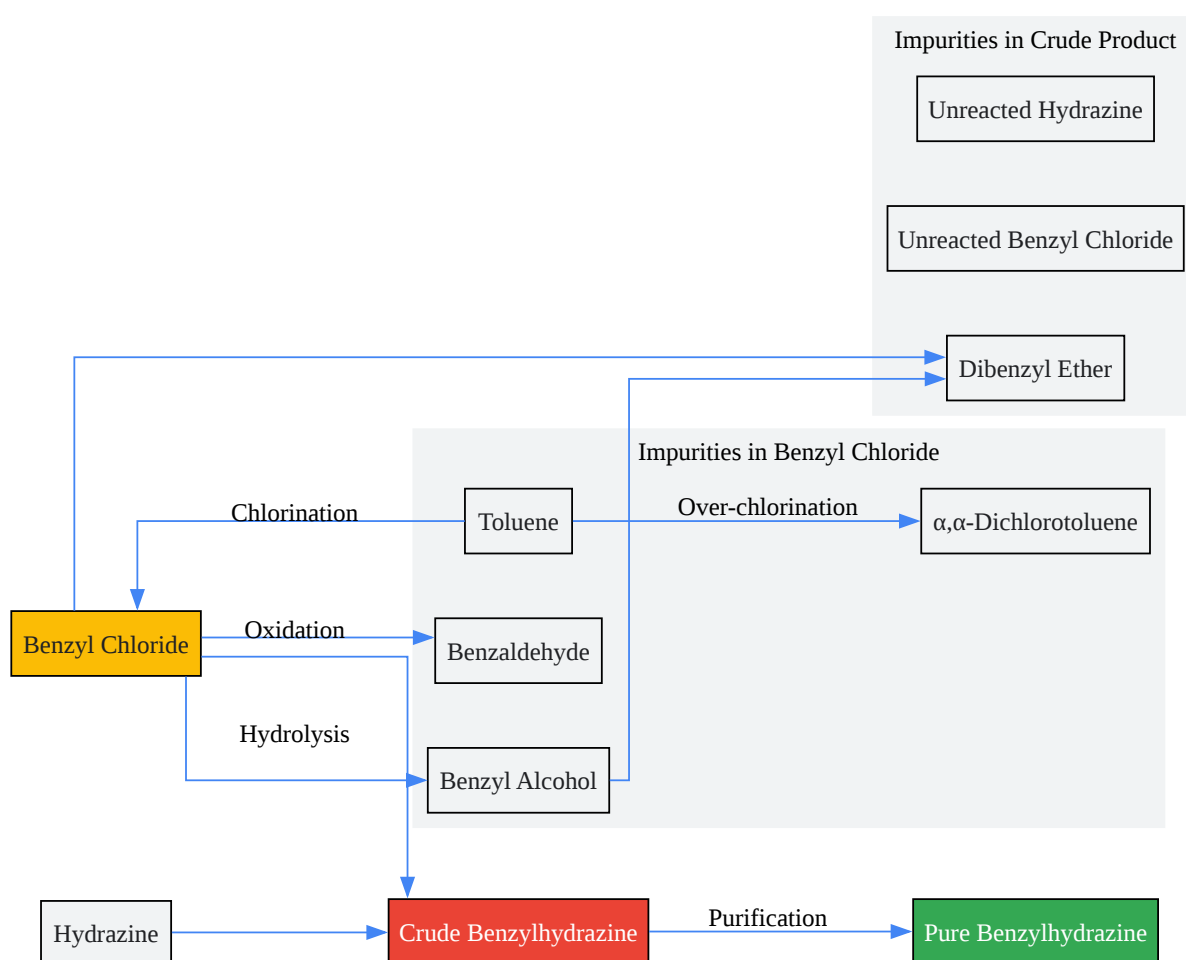 Impurities in Crude Product
Unreacted Hydrazine
Unreacted Benzyl Chloride
Dibenzyl Ether
Impurities in Benzyl Chloride
Chlorination
Toluene
Over-chlorination
α,α-Dichlorotoluene
Benzyl Chloride
Oxidation
Benzaldehyde
Hydrolysis
Benzyl Alcohol
Hydrazine
Crude Benzylhydrazine
Purification
Pure Benzylhydrazine